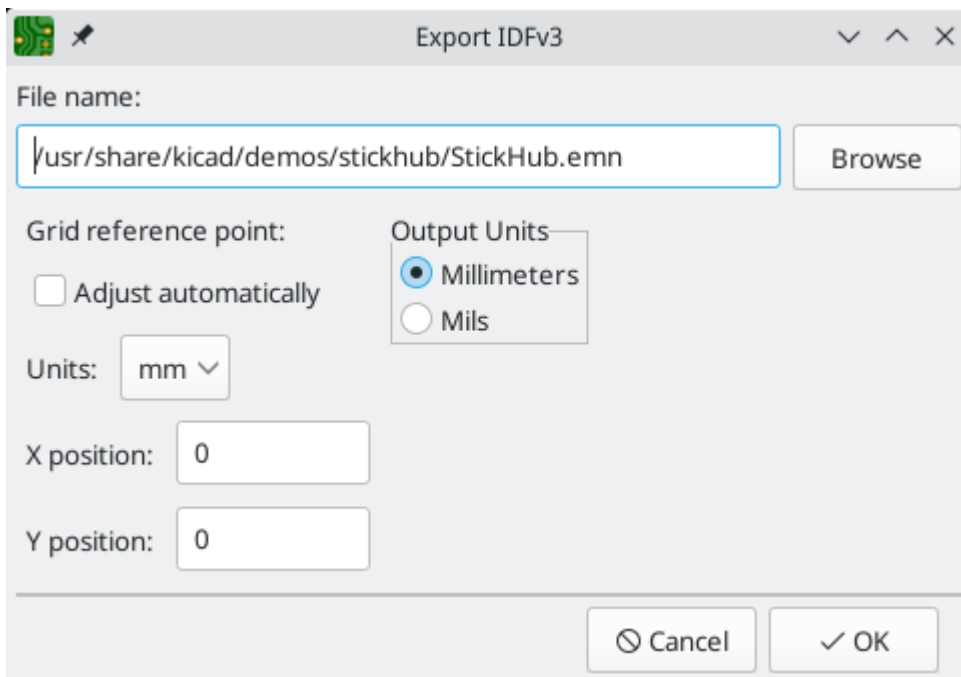 Export IDFv3
File name:
/usr/share/kicad/demos/stickhub/StickHub.emn
Browse
Grid reference point:
Adjust automatically
Units: mm
X position: 0
Y position: 0
Output Units
Millimeters
Mils
Cancel
OK